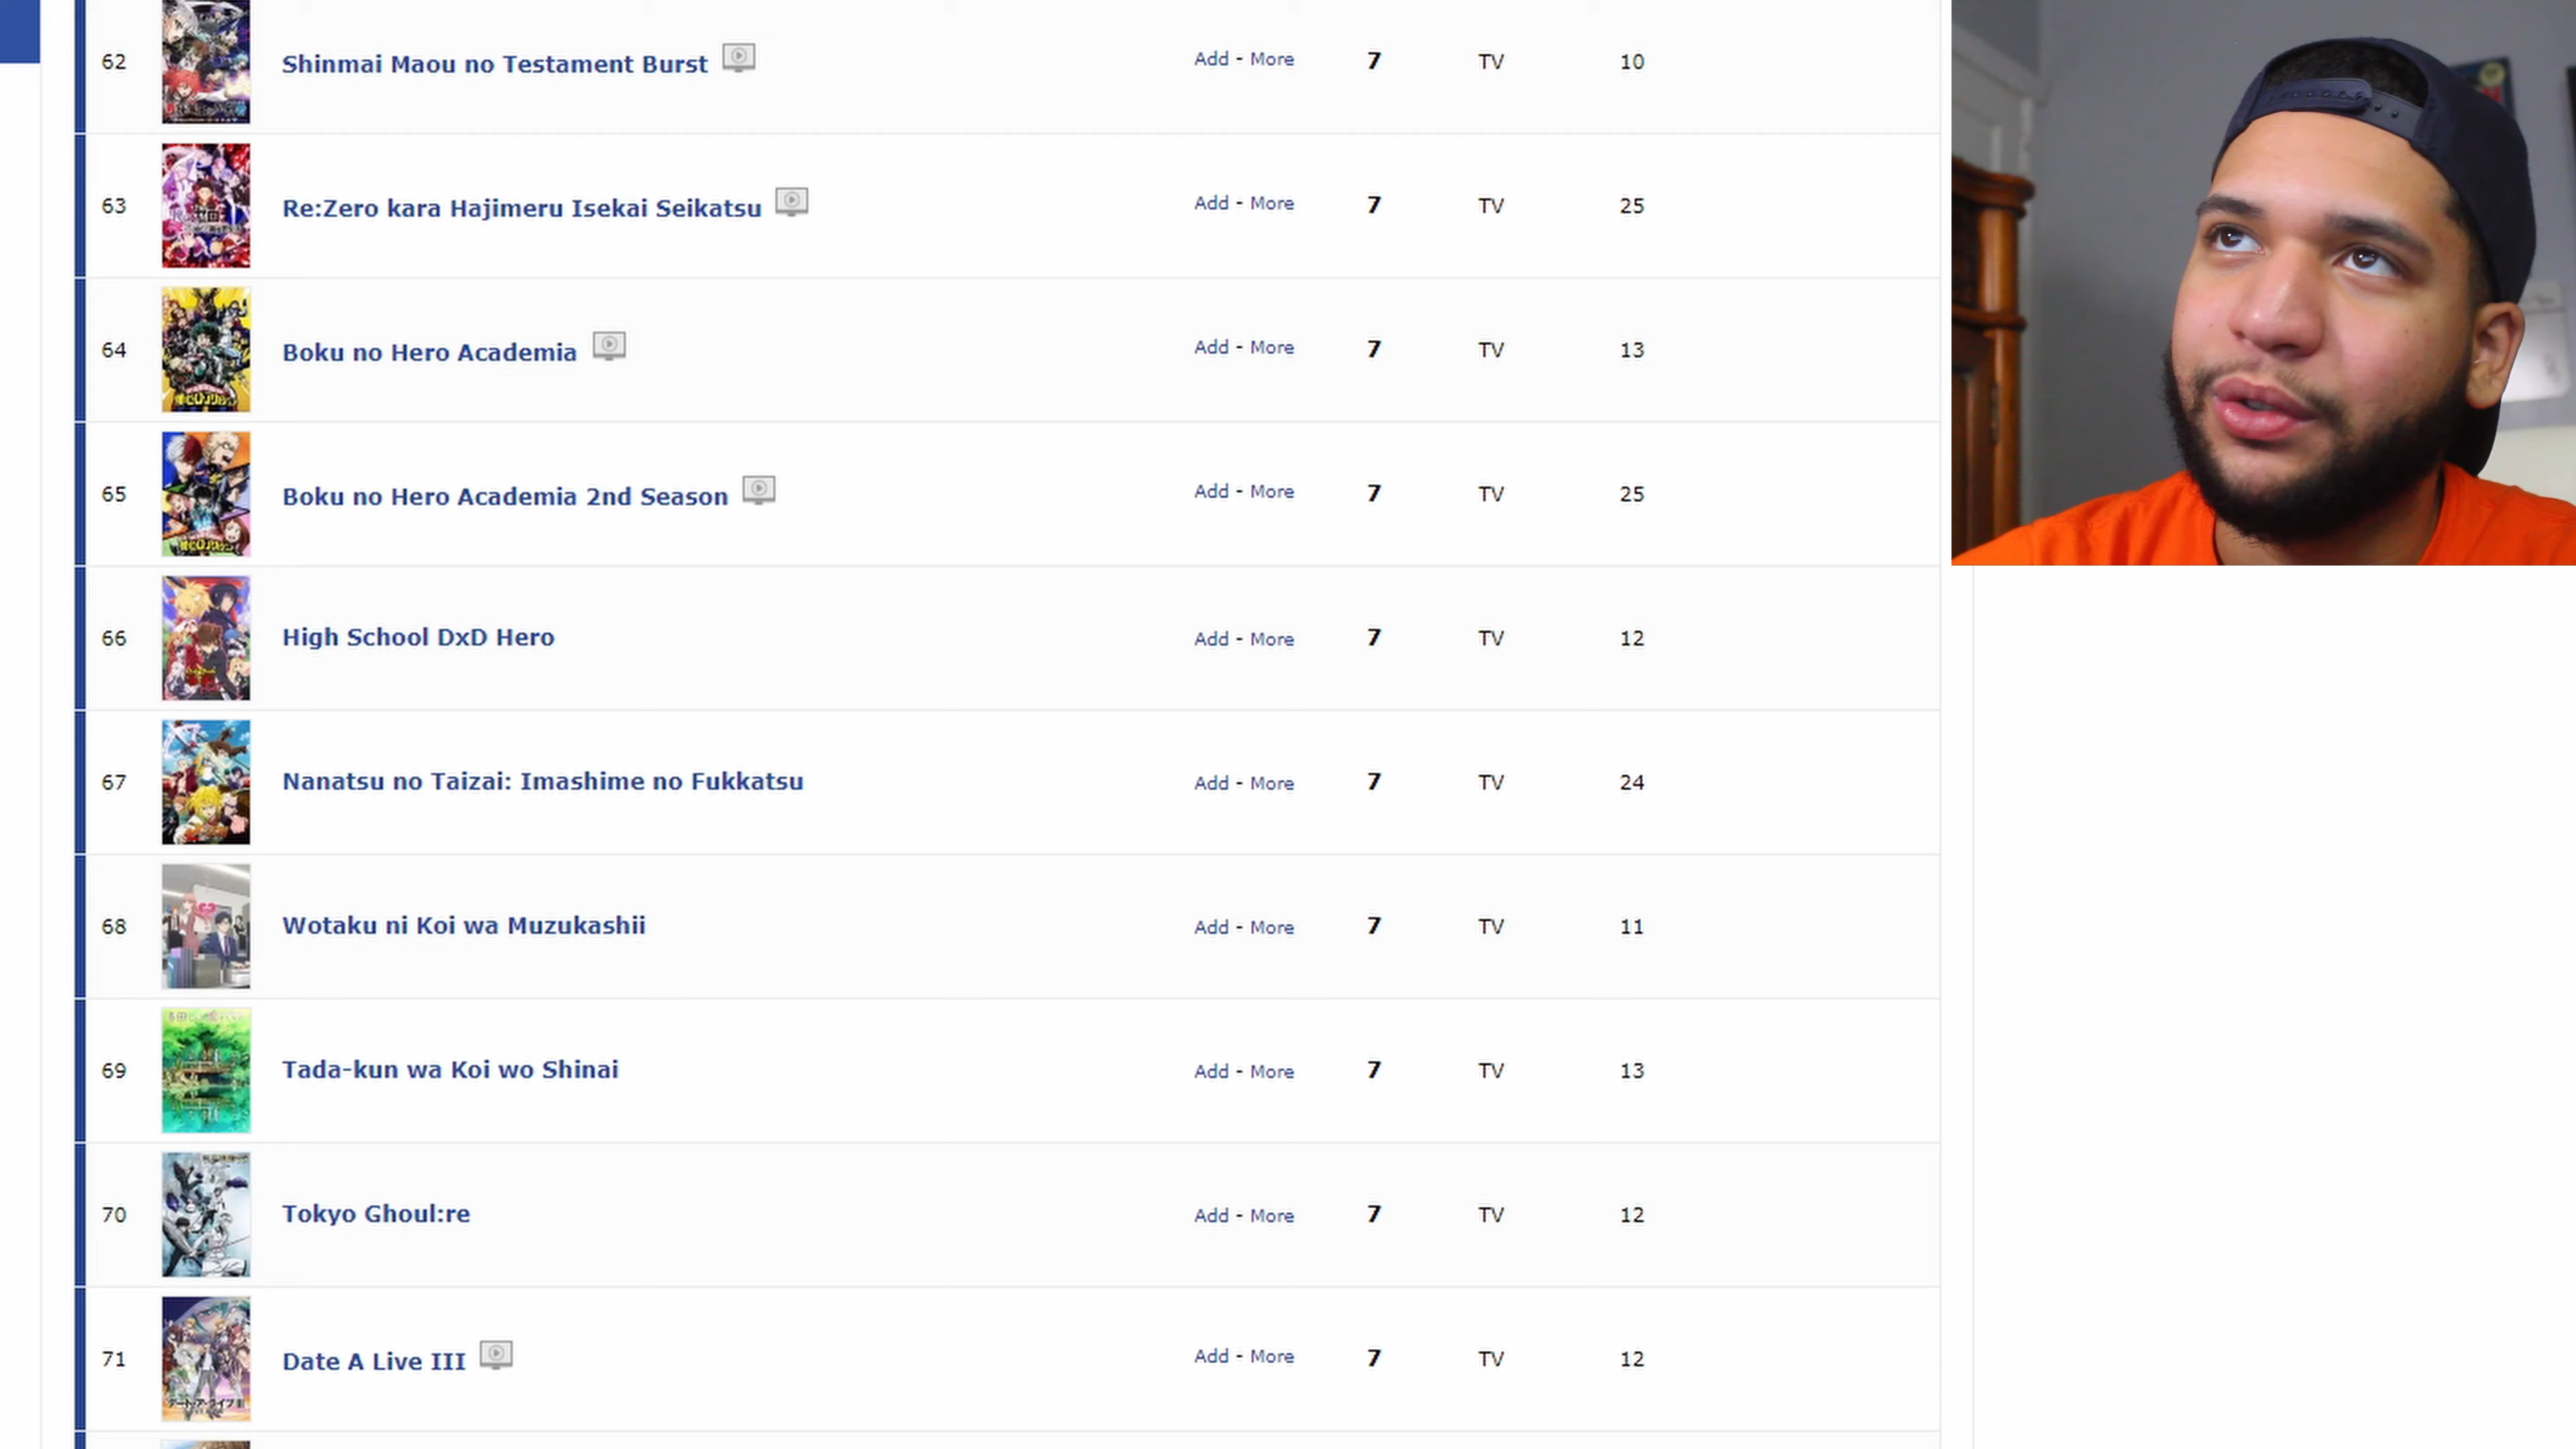 62 Shinmai Maou no Testament Burst Add - More 7 TV 10
63 Re:Zero kara Hajimeru Isekai Seikatsu Add - More 7 TV 25
64 Boku no Hero Academia Add - More 7 TV 13
65 Boku no Hero Academia 2nd Season Add - More 7 TV 25
66 High School DxD Hero Add - More 7 TV 12
67 Nanatsu no Taizai: Imashime no Fukkatsu Add - More 7 TV 24
68 Wotaku ni Koi wa Muzukashii Add - More 7 TV 11
69 Tada-kun wa Koi wo Shinai Add - More 7 TV 13
70 Tokyo Ghoul:re Add - More 7 TV 12
71 Date A Live III Add - More 7 TV 12